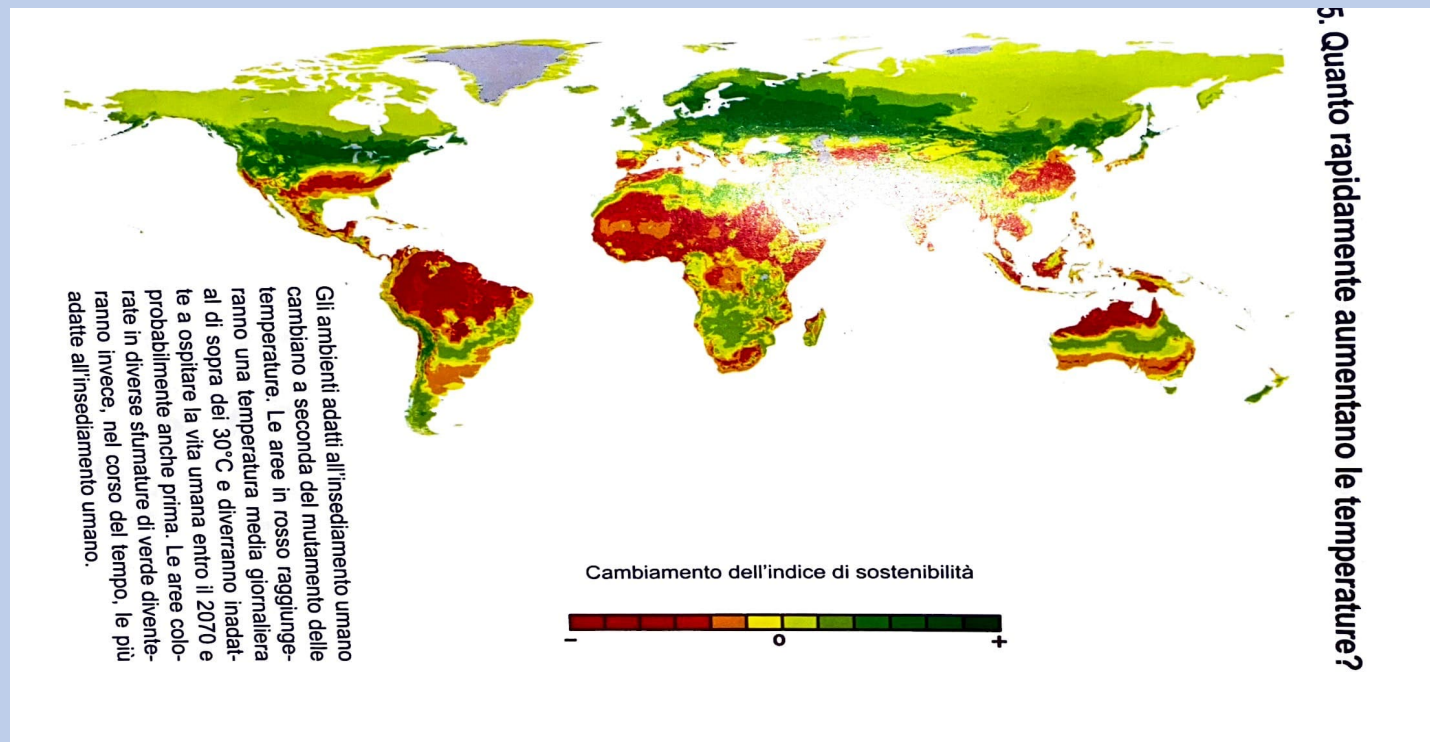 5. Quanto rapidamente aumentano le temperature?
Gli ambienti adatti all'insediamento umano
cambiano a seconda del mutamento delle
temperature. Le aree in rosso raggiunge-
ranno una temperatura media giornaliera
al di sopra dei 30°C e diverranno inadat-
te a ospitare la vita umana entro il 2070 e
probabilmente anche prima. Le aree colo-
rate in diverse sfumature di verde divente-
ranno invece, nel corso del tempo, le più
adatte all'insediamento umano.
Cambiamento dell'indice di sostenibilità
− o +